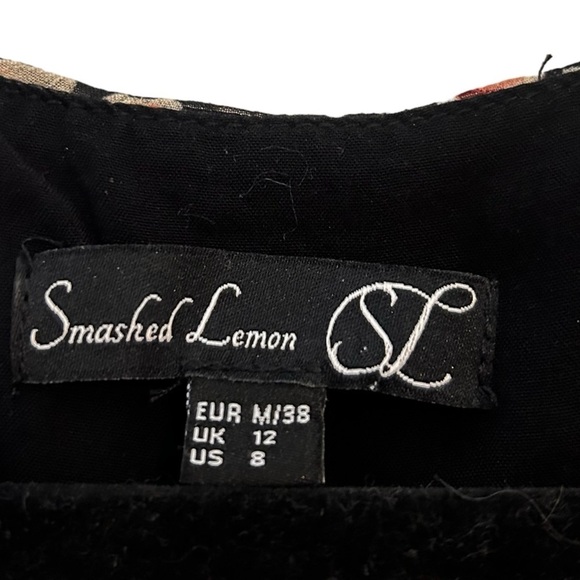 Smashed Lemon SL
EUR M/38
UK 12
US 8